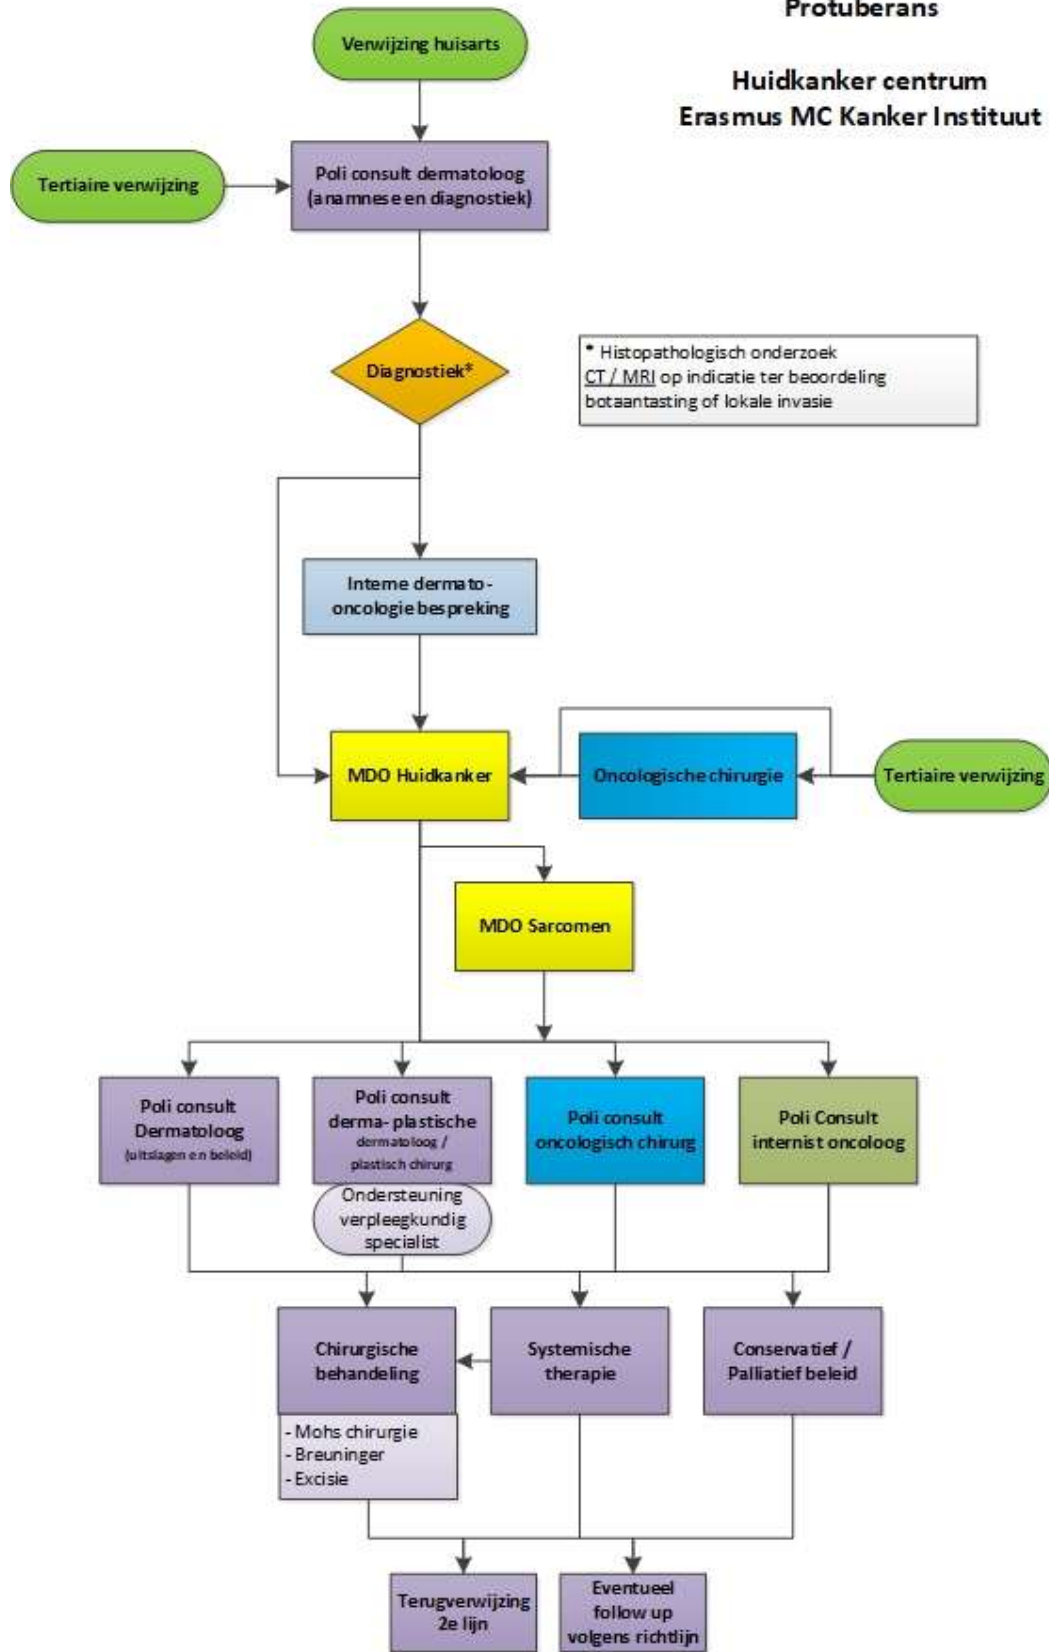 Protuberans
Huidkanker centrum
Erasmus MC Kanker Instituut
Verwijzing huisarts
Tertiaire verwijzing
Poli consult dermatoloog
(anamnese en diagnostiek)
Diagnostiek*
* Histopathologisch onderzoek
CT / MRI op indicatie ter beoordeling
botaantasting of lokale invasie
Interne dermato-
oncologie bespreking
MDO Huidkanker
Oncologische chirurgie
Tertiaire verwijzing
MDO Sarcomen
Poli consult
Dermatoloog
(uitslagen en beleid)
Poli consult
derma- plastische
dermatoloog /
plastisch chirurg
Ondersteuning
verpleegkundig
specialist
Poli consult
oncologisch chirurg
Poli Consult
internist oncoloog
Chirurgische
behandeling
- Mohs chirurgie
- Breuninger
- Excisie
Systemische
therapie
Conservatief /
Palliatief beleid
Terugverwijzing
2e lijn
Eventueel
follow up
volgens richtlijn